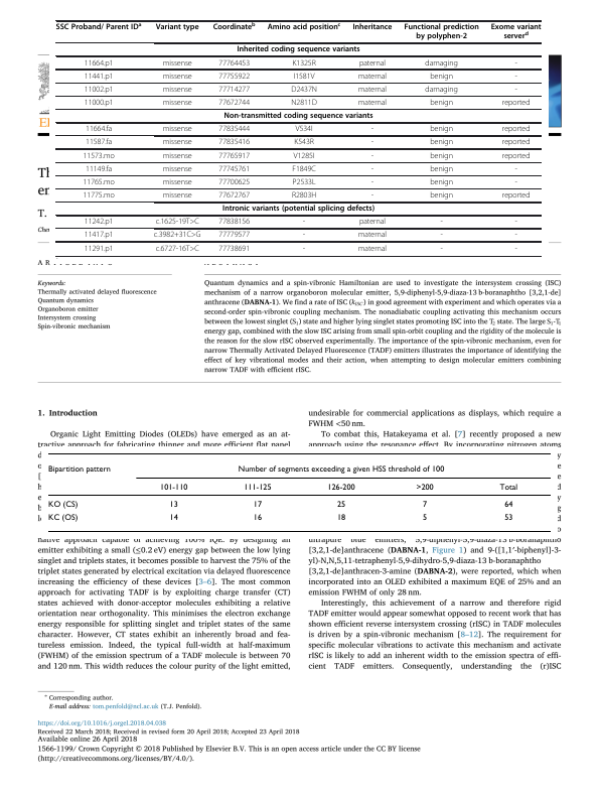 SSC Proband/ Parent IDa Variant type Coordinateb Amino acid positionc Inheritance Functional prediction by polyphen-2 Exome variant serverd
Inherited coding sequence variants
11664.p1 missense 77764453 K1325R paternal damaging -
11441.p1 missense 77755922 I1581V maternal benign -
11002.p1 missense 77714277 D2437N maternal damaging -
11000.p1 missense 77672744 N2811D maternal benign reported
Non-transmitted coding sequence variants
11664.fa missense 77835444 V534I - benign reported
11587.fa missense 77835416 K543R - benign reported
11573.mo missense 77765917 V1285I - benign reported
11149.fa missense 77745761 F1849C - benign -
11765.mo missense 77700625 P2533L - benign -
11775.mo missense 77672767 R2803H - benign reported
Intronic variants (potential splicing defects)
11242.p1 c.1625-19T>C 77838156 - paternal - -
11417.p1 c.3982+31C>G 77779577 - maternal - -
11291.p1 c.6727-16T>C 77738691 - maternal - -
Keywords:
Thermally activated delayed fluorescence
Quantum dynamics
Organoboron emitter
Intersystem crossing
Spin-vibronic mechanism
Quantum dynamics and a spin-vibronic Hamiltonian are used to investigate the intersystem crossing (ISC)
mechanism of a narrow organoboron molecular emitter, 5,9-diphenyl-5,9-diaza-13 b-boranaphtho [3,2,1-de]
anthracene (DABNA-1). We find a rate of ISC (kISC) in good agreement with experiment and which operates via a
second-order spin-vibronic coupling mechanism. The nonadiabatic coupling activating this mechanism occurs
between the lowest singlet (S1) state and higher lying singlet states promoting ISC into the T2 state. The large S1-T2
energy gap, combined with the slow ISC arising from small spin-orbit coupling and the rigidity of the molecule is
the reason for the slow rISC observed experimentally. The importance of the spin-vibronic mechanism, even for
narrow Thermally Activated Delayed Fluorescence (TADF) emitters illustrates the importance of identifying the
effect of key vibrational modes and their action, when attempting to design molecular emitters combining
narrow TADF with efficient rISC.
1. Introduction
Organic Light Emitting Diodes (OLEDs) have emerged as an at-
tractive approach for fabricating thinner and more efficient flat panel
undesirable for commercial applications as displays, which require a
FWHM <50 nm.
To combat this, Hatakeyama et al. [7] recently proposed a new
approach using the resonance effect. By incorporating nitrogen atoms
Bipartition pattern Number of segments exceeding a given HSS threshold of 100
101-110 111-125 126-200 >200 Total
KO (CS) 13 17 25 7 64
KC (OS) 14 16 18 5 53
native approach capable of achieving 100% IQE. By designing an
emitter exhibiting a small (≤0.2 eV) energy gap between the low lying
singlet and triplets states, it becomes possible to harvest the 75% of the
triplet states generated by electrical excitation via delayed fluorescence
increasing the efficiency of these devices [3–6]. The most common
approach for activating TADF is by exploiting charge transfer (CT)
states achieved with donor-acceptor molecules exhibiting a relative
orientation near orthogonality. This minimises the electron exchange
energy responsible for splitting singlet and triplet states of the same
character. However, CT states exhibit an inherently broad and fea-
tureless emission. Indeed, the typical full-width at half-maximum
(FWHM) of the emission spectrum of a TADF molecule is between 70
and 120 nm. This width reduces the colour purity of the light emitted,
ultrapure blue emitters, 5,9-diphenyl-5,9-diaza-13 b-boranaphtho
[3,2,1-de]anthracene (DABNA-1, Figure 1) and 9-([1,1′-biphenyl]-3-
yl)-N,N,5,11-tetraphenyl-5,9-dihydro-5,9-diaza-13 b-boranaphtho
[3,2,1-de]anthracen-3-amine (DABNA-2), were reported, which when
incorporated into an OLED exhibited a maximum EQE of 25% and an
emission FWHM of only 28 nm.
Interestingly, this achievement of a narrow and therefore rigid
TADF emitter would appear somewhat opposed to recent work that has
shown efficient reverse intersystem crossing (rISC) in TADF molecules
is driven by a spin-vibronic mechanism [8–12]. The requirement for
specific molecular vibrations to activate this mechanism and activate
rISC is likely to add an inherent width to the emission spectra of effi-
cient TADF emitters. Consequently, understanding the (r)ISC
* Corresponding author.
E-mail address: tom.penfold@ncl.ac.uk (T.J. Penfold).
https://doi.org/10.1016/j.orgel.2018.04.038
Received 22 March 2018; Received in revised form 20 April 2018; Accepted 23 April 2018
Available online 26 April 2018
1566-1199/ Crown Copyright © 2018 Published by Elsevier B.V. This is an open access article under the CC BY license
(http://creativecommons.org/licenses/BY/4.0/).